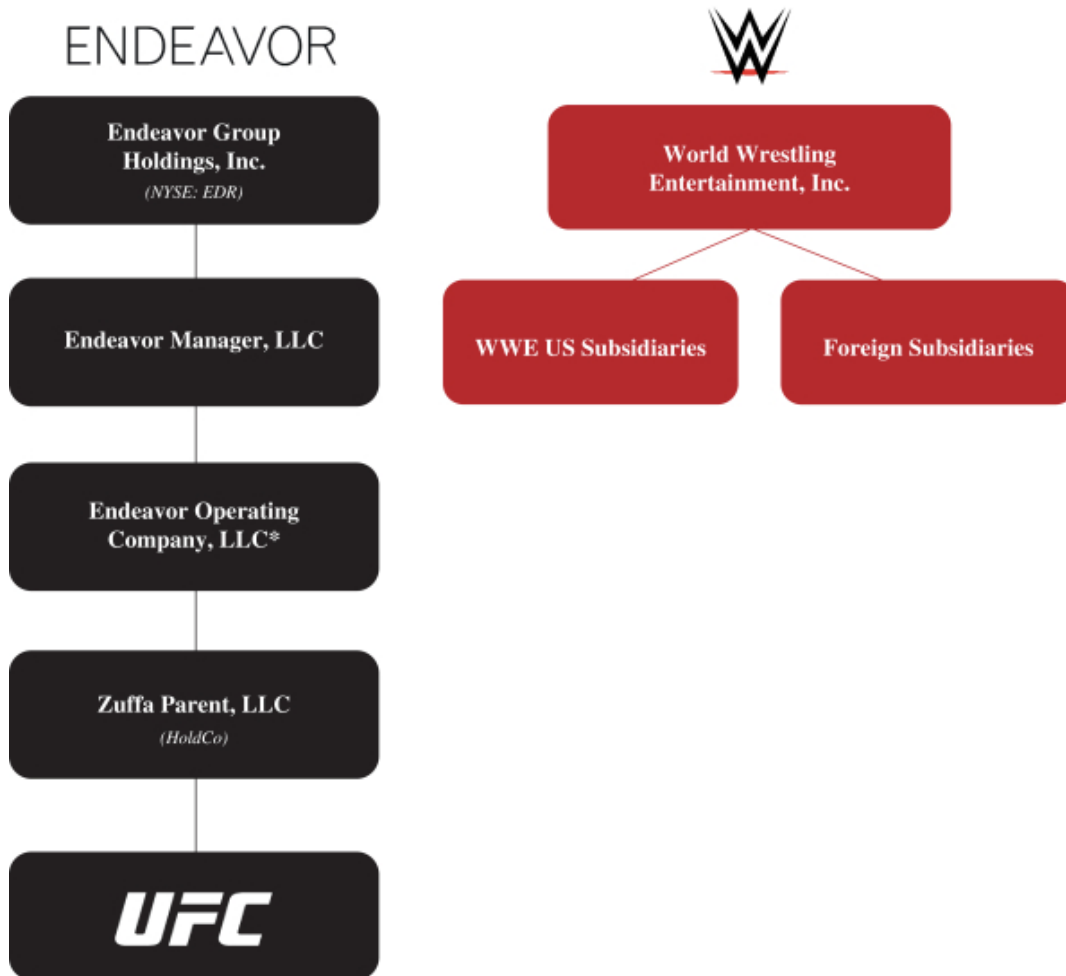 ENDEAVOR
Endeavor Group
Holdings, Inc.
(NYSE: EDR)
Endeavor Manager, LLC
Endeavor Operating
Company, LLC*
Zuffa Parent, LLC
(HoldCo)
UFC
W
World Wrestling
Entertainment, Inc.
WWE US Subsidiaries
Foreign Subsidiaries